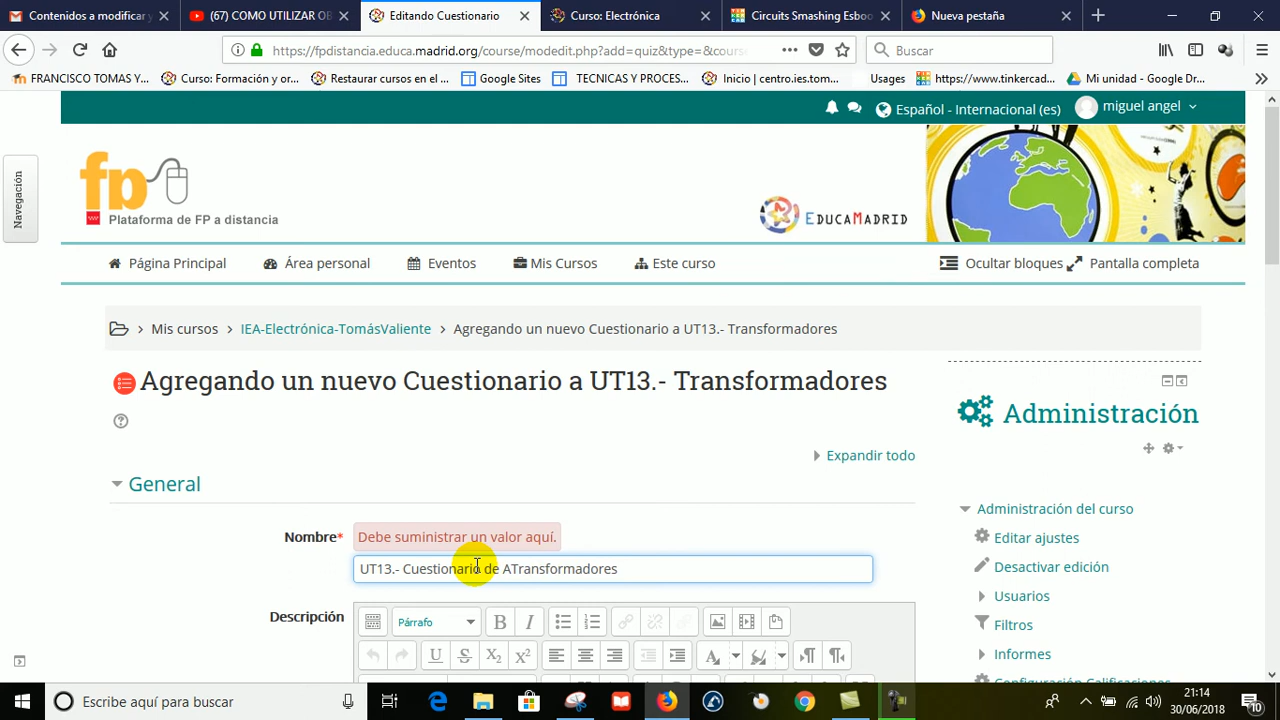 Contenidos a modificar y
(67) COMO UTILIZAR OB
Editando Cuestionario
Curso: Electrónica
Circuits Smashing Esboo
Nueva pestaña
https://fpdistancia.educa.madrid.org/course/modedit.php?add=quiz&type=&cours
Buscar
FRANCISCO TOMAS Y...
Curso: Formación y or...
Restaurar cursos en el ...
Google Sites
TECNICAS Y PROCES...
Inicio | centro.ies.tom...
Usages
https://www.tinkercad...
Mi unidad - Google Dr...
Español - Internacional (es)
miguel angel
Navegación
fp
Plataforma de FP a distancia
EDUCAMADRID
Página Principal
Área personal
Eventos
Mis Cursos
Este curso
Ocultar bloques
Pantalla completa
Mis cursos
IEA-Electrónica-TomásValiente
Agregando un nuevo Cuestionario a UT13.- Transformadores
Agregando un nuevo Cuestionario a UT13.- Transformadores
Administración
Expandir todo
General
Administración del curso
Nombre*
Debe suministrar un valor aquí.
Editar ajustes
UT13.- Cuestionario de ATransformadores
Desactivar edición
Usuarios
Descripción
Párrafo
B I
Filtros
U S X2 X2
Informes
Configuración Calificaciones
Escribe aquí para buscar
21:14
30/06/2018
10